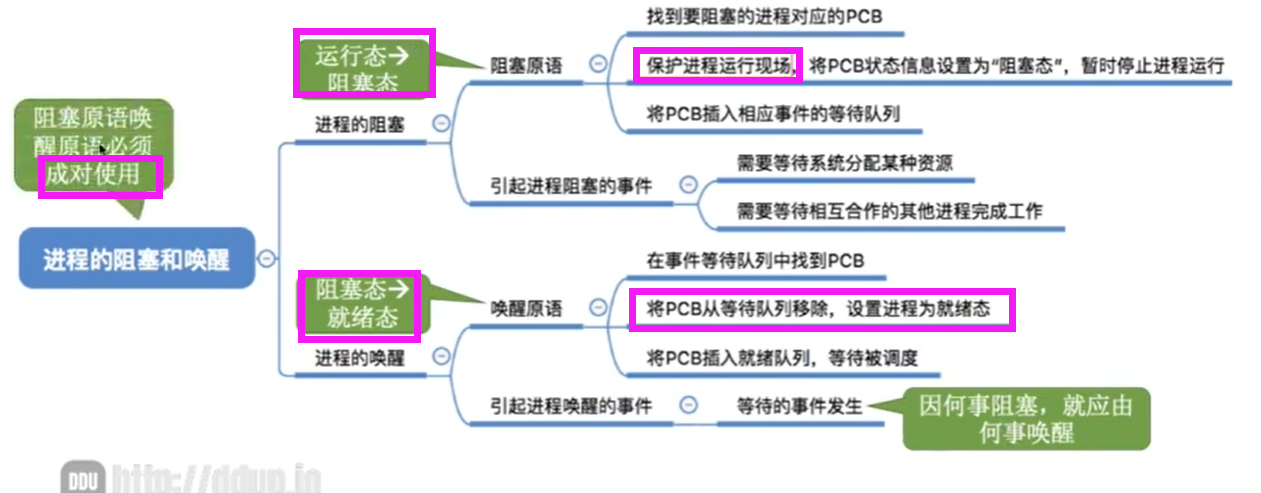 找到要阻塞的进程对应的PCB
运行态→
阻塞态
阻塞原语
保护进程运行现场，将PCB状态信息设置为“阻塞态”，暂时停止进程运行
将PCB插入相应事件的等待队列
进程的阻塞
阻塞原语唤
醒原语必须
成对使用
引起进程阻塞的事件
需要等待系统分配某种资源
需要等待相互合作的其他进程完成工作
进程的阻塞和唤醒
在事件等待队列中找到PCB
阻塞态→
就绪态
唤醒原语
将PCB从等待队列移除，设置进程为就绪态
将PCB插入就绪队列，等待被调度
进程的唤醒
引起进程唤醒的事件
等待的事件发生
因何事阻塞，就应由
何事唤醒
DDU http://ddup.io